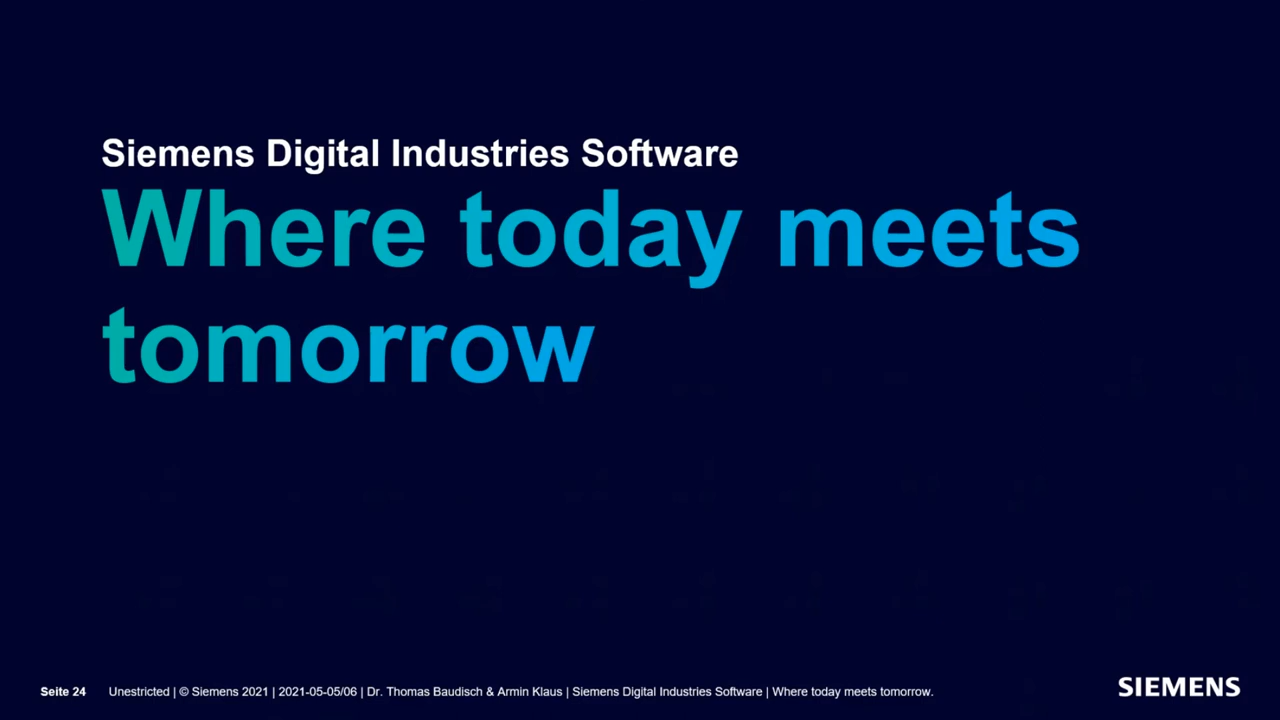 Siemens Digital Industries Software
Where today meets
tomorrow
Seite 24 Unestricted | © Siemens 2021 | 2021-05-05/06 | Dr. Thomas Baudisch & Armin Klaus | Siemens Digital Industries Software | Where today meets tomorrow.
SIEMENS